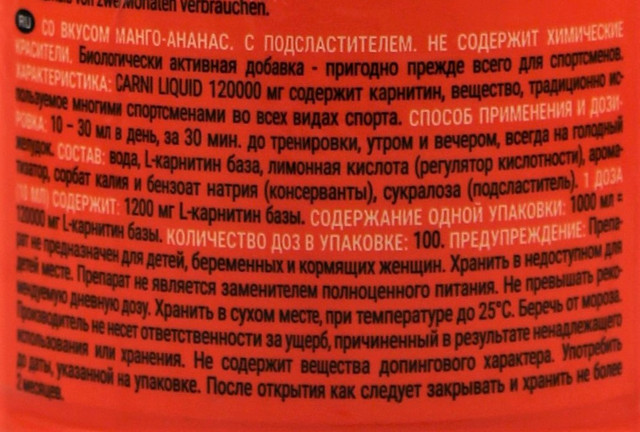 von zwei Monaten verbrauchen.
RU СО ВКУСОМ МАНГО-АНАНАС. С ПОДСЛАСТИТЕЛЕМ. НЕ СОДЕРЖИТ ХИМИЧЕСКИЕ
КРАСИТЕЛИ. Биологически активная добавка - пригодно прежде всего для спортсменов.
ХАРАКТЕРИСТИКА: CARNI LIQUID 120000 мг содержит карнитин, вещество, традиционно ис-
пользуемое многими спортсменами во всех видах спорта. СПОСОБ ПРИМЕНЕНИЯ И ДОЗИ-
РОВКА: 10 – 30 мл в день, за 30 мин. до тренировки, утром и вечером, всегда на голодный
желудок. СОСТАВ: вода, L-карнитин база, лимонная кислота (регулятор кислотности), арома-
тизатор, сорбат калия и бензоат натрия (консерванты), сукралоза (подсластитель). 1 ДОЗА
(10 МЛ) СОДЕРЖИТ: 1200 мг L-карнитин базы. СОДЕРЖАНИЕ ОДНОЙ УПАКОВКИ: 1000 мл =
120000 мг L-карнитин базы. КОЛИЧЕСТВО ДОЗ В УПАКОВКЕ: 100. ПРЕДУПРЕЖДЕНИЕ: Препа-
рат не предназначен для детей, беременных и кормящих женщин. Хранить в недоступном для
детей месте. Препарат не является заменителем полноценного питания. Не превышать реко-
мендуемую дневную дозу. Хранить в сухом месте, при температуре до 25°C. Беречь от мороза.
Производитель не несет ответственности за ущерб, причиненный в результате ненадлежащего
использования или хранения. Не содержит вещества допингового характера. Употребить
до даты, указанной на упаковке. После открытия как следует закрывать и хранить не более
2 месяцев.